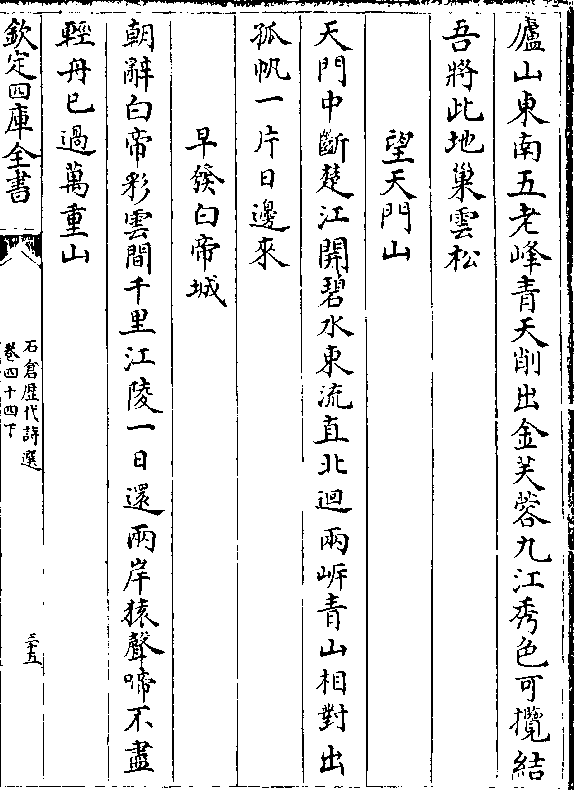 廬山東南五老峰青天削出金芙蓉九江秀色可攬結
吾將此地巢雲松
望天門山
天門中斷楚江開碧水東流直北迴兩岍青山相對出
孤帆一片日邊來
早發白帝城
朝辭白帝彩雲間千里江陵一日還兩岸猿聲啼不盡
輕舟已過萬重山
欽定四庫全書
石倉歴代詩選
卷四十四下
三十五